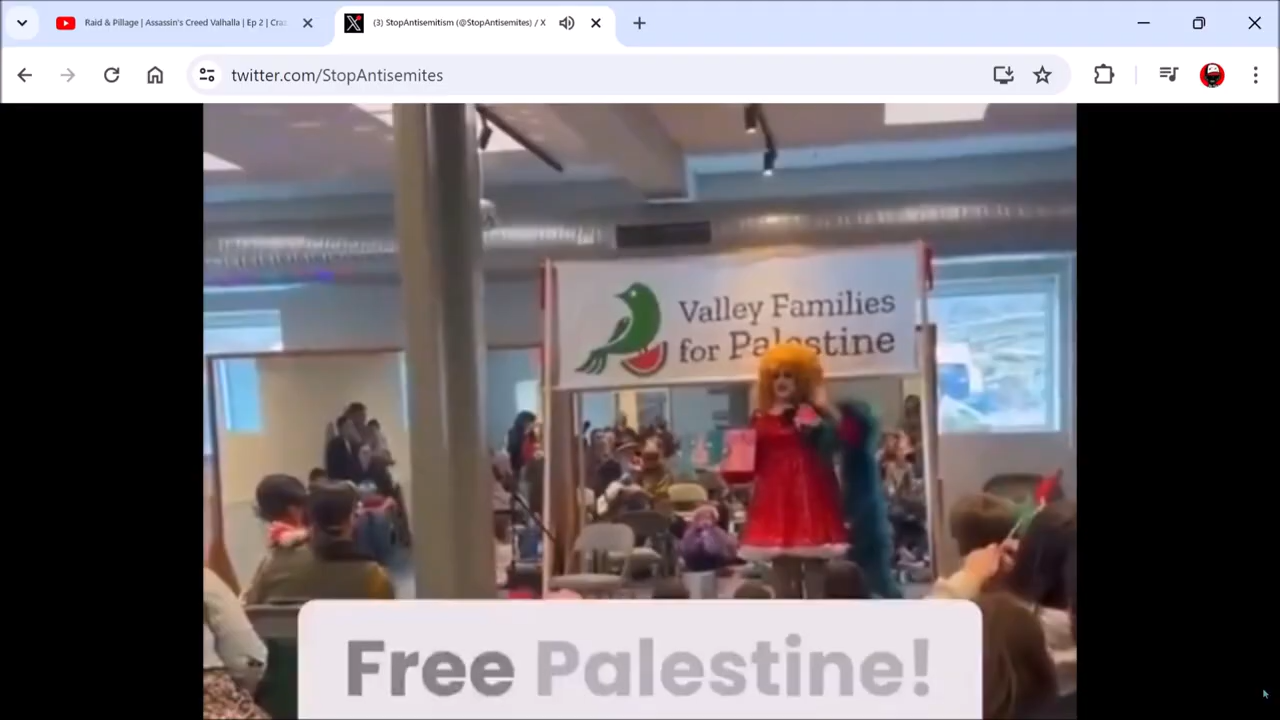 Raid & Pillage | Assassin's Creed Valhalla | Ep 2 | Cra
(3) StopAntisemitism (@StopAntisemites) / X
twitter.com/StopAntisemites
Valley Families
for Palestine
Free Palestine!